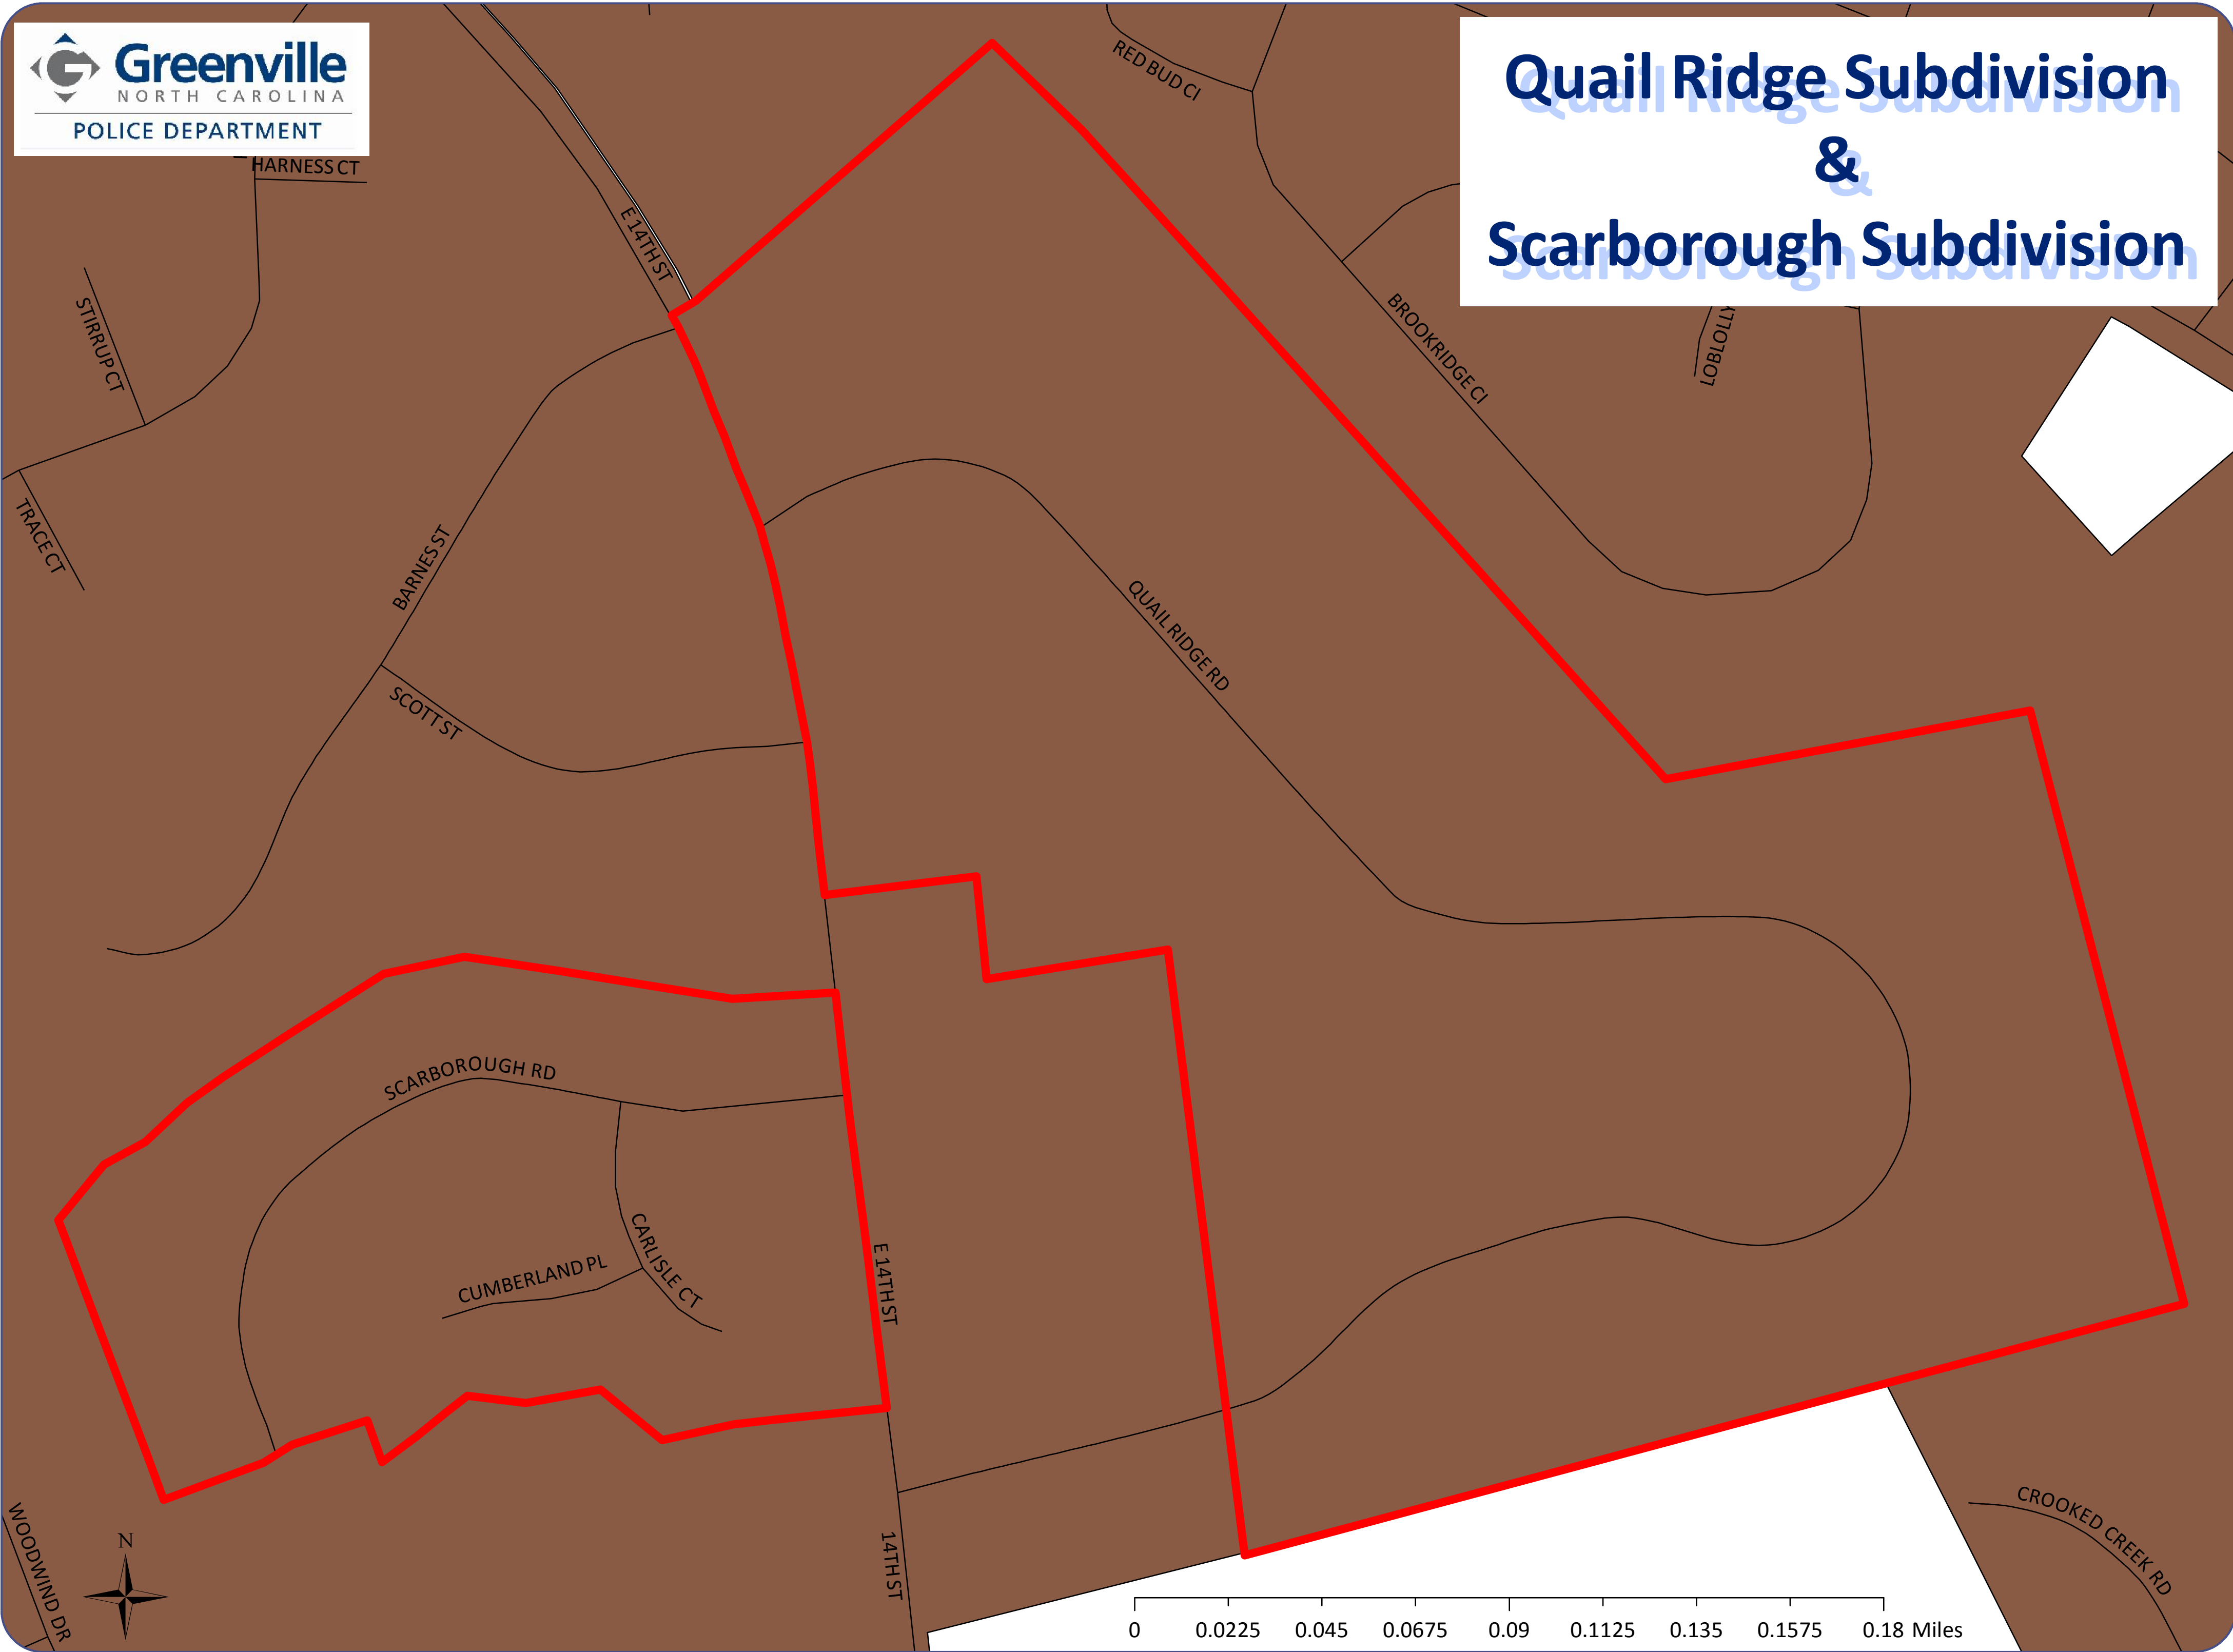 Greenville
NORTH CAROLINA
POLICE DEPARTMENT
Quail Ridge Subdivision
&
Scarborough Subdivision
RED BUD CI
HARNESS CT
E 14TH ST
STIRRUP CT
BROOKRIDGE CI
LOBLOLLY
TRACE CT
BARNES ST
QUAIL RIDGE RD
SCOTT ST
SCARBOROUGH RD
CARLISLE CT
CUMBERLAND PL
E 14TH ST
14TH ST
WOODWIND DR
CROOKED CREEK RD
N
0 0.0225 0.045 0.0675 0.09 0.1125 0.135 0.1575 0.18 Miles